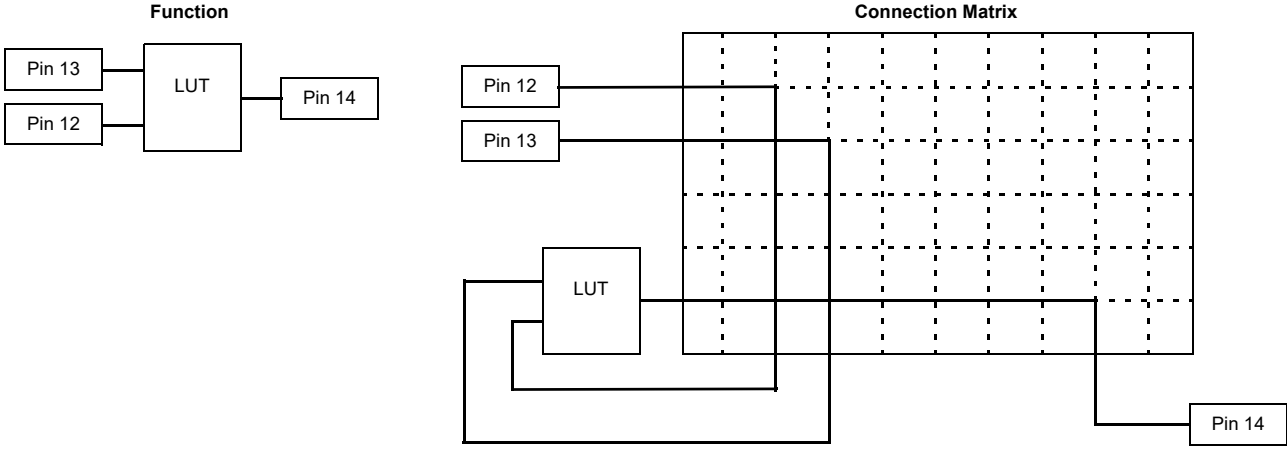 Function
Pin 13
Pin 12
LUT
Pin 14
Connection Matrix
Pin 12
Pin 13
LUT
Pin 14